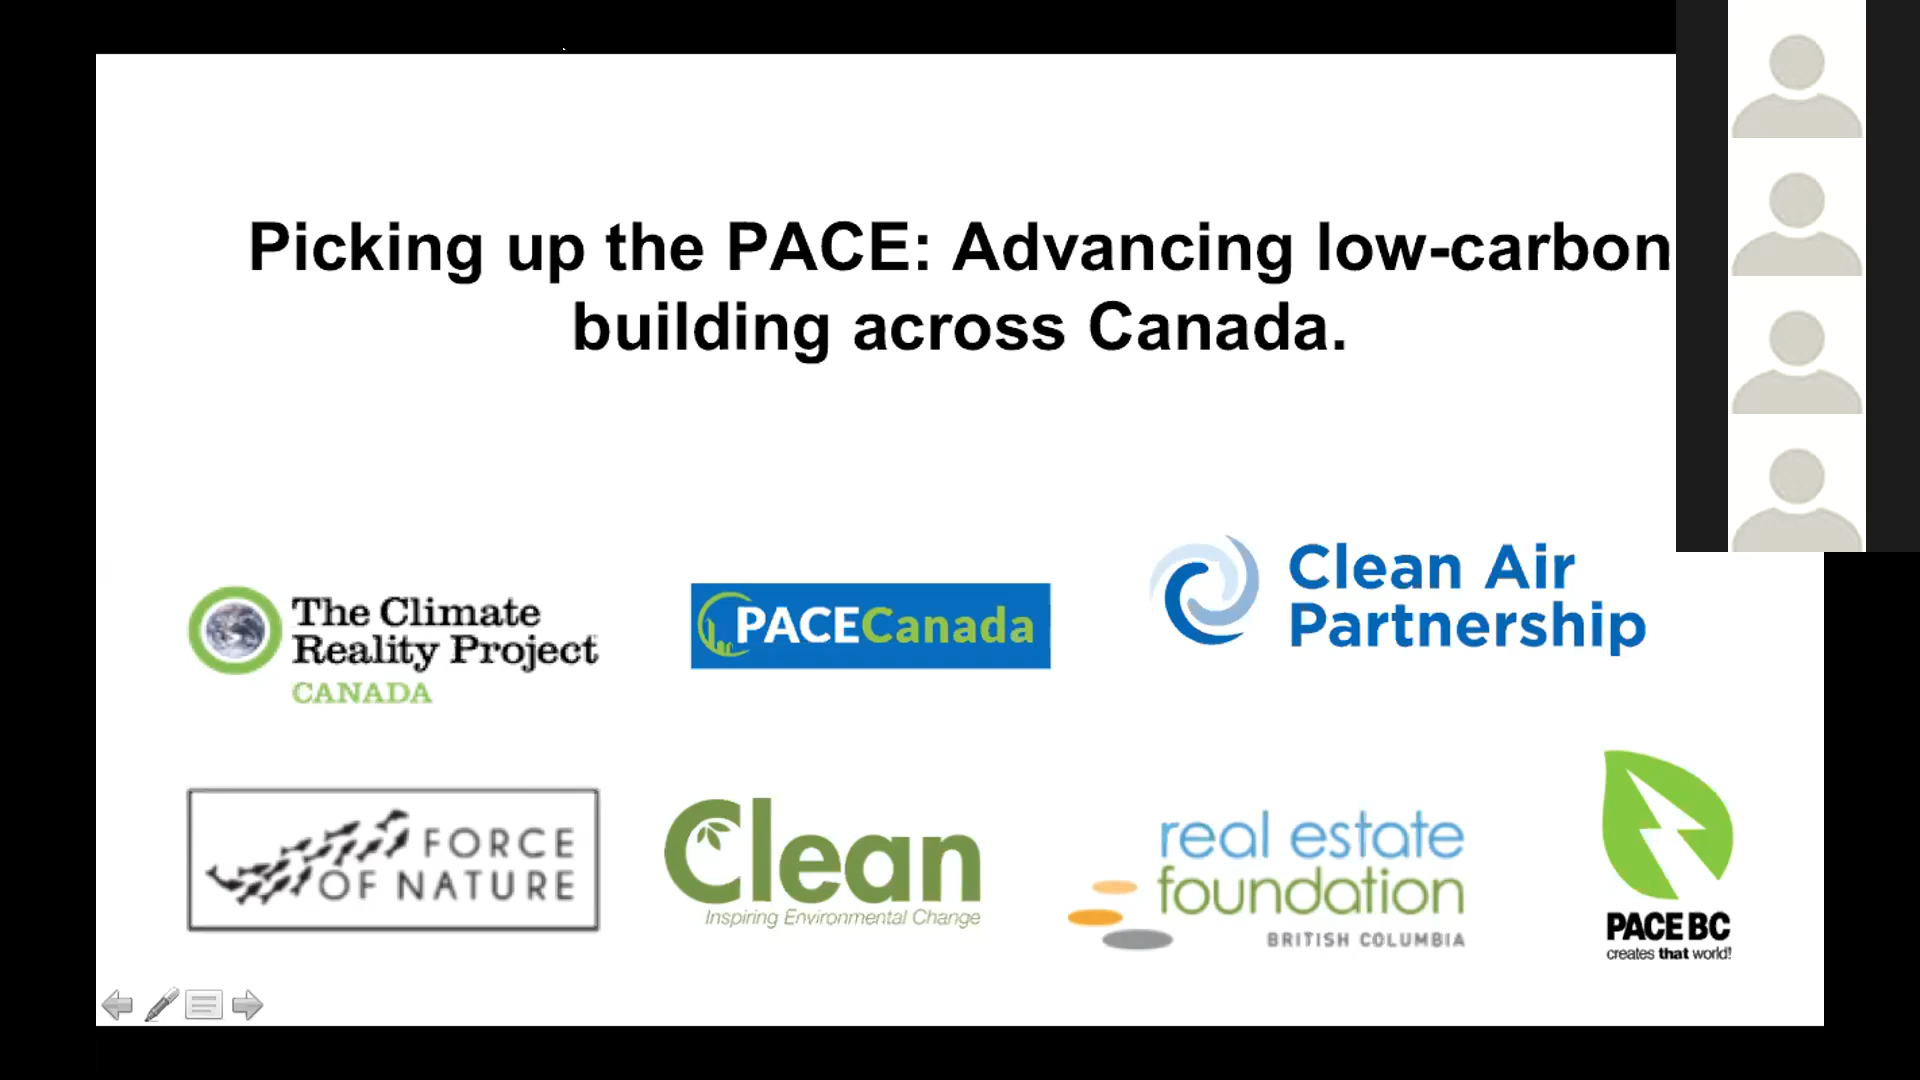 Picking up the PACE: Advancing low-carbon
building across Canada.
The Climate
Reality Project
CANADA
PACECanada
Clean Air
Partnership
FORCE
OF NATURE
Clean
Inspiring Environmental Change
real estate
foundation
BRITISH COLUMBIA
PACE BC
creates that world!